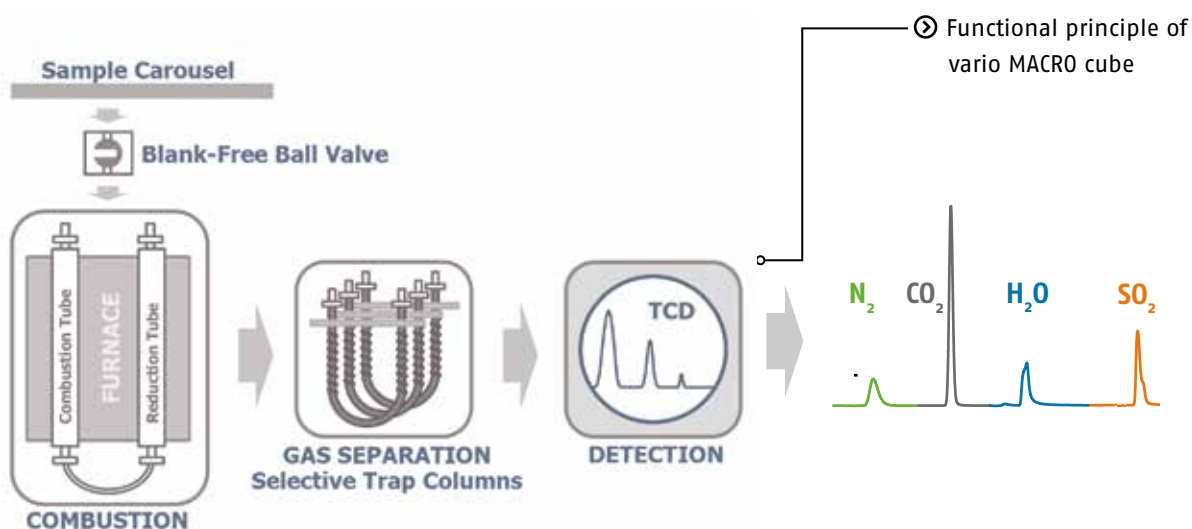 Functional principle of
vario MACRO cube
Sample Carousel
Blank-Free Ball Valve
Combustion Tube
FURNACE
Reduction Tube
COMBUSTION
GAS SEPARATION
Selective Trap Columns
TCD
DETECTION
N₂
CO₂
H₂O
SO₂